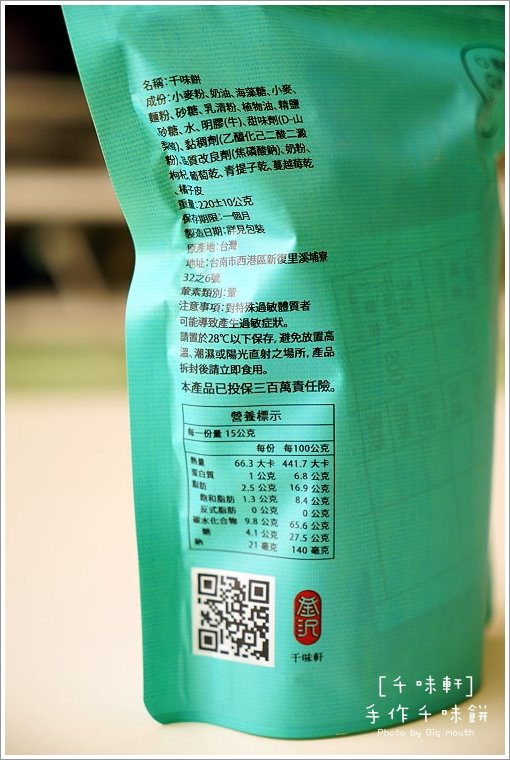 名稱：千味餅
成份：小麥粉、奶油、海藻糖、小麥、
麵粉、砂糖、乳清粉、植物油、精鹽
砂糖、水、明膠(牛)、甜味劑(D-山
)、黏稠劑(乙醯化己二酸二澱
粉)、品質改良劑(焦磷酸鈉)、奶粉、
枸杞、葡萄乾、青提子乾、蔓越莓乾
、橘子皮
重量：220±10公克
保存期限：一個月
製造日期：詳見包裝
原產地：台灣
地址：台南市西港區新復里溪埔寮
32之6號
葷素類別：葷
注意事項：對特殊過敏體質者
可能導致產生過敏症狀。
請置於28℃以下保存，避免放置高
溫、潮濕或陽光直射之場所，產品
拆封後請立即食用。
本產品已投保三百萬責任險。
營養標示
每一份量 15公克
每份 每100公克
熱量 66.3 大卡 441.7 大卡
蛋白質 1 公克 6.8 公克
脂肪 2.5 公克 16.9 公克
飽和脂肪 1.3 公克 8.4 公克
反式脂肪 0 公克 0 公克
碳水化合物 9.8 公克 65.6 公克
糖 4.1 公克 27.5 公克
鈉 21 毫克 140 毫克
千味軒
[千味軒]
手作千味餅
Photo by Big mouth